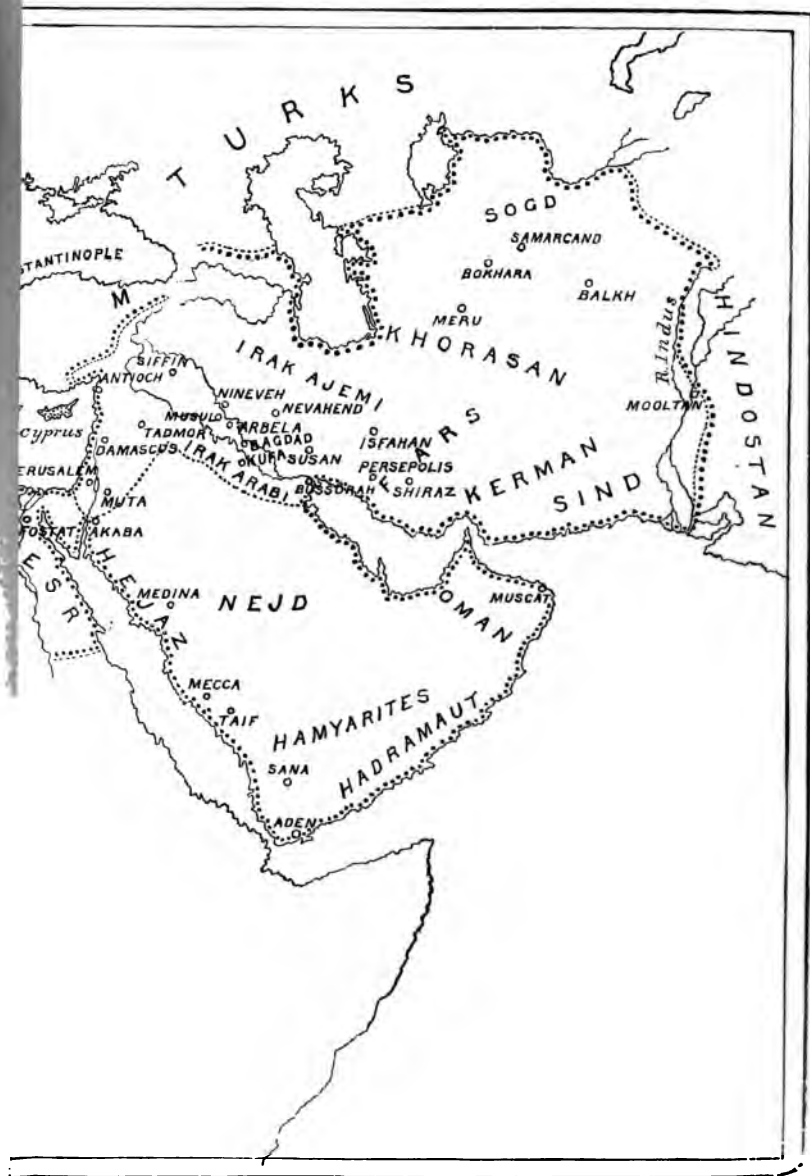 TURKS
SOGD
SAMARCAND
STANTINOPLE
BOKHARA
BALKH
M
MERU
KHORASAN
R. Indus
HINDOSTAN
IRAK AJEMI
SIFFIN
ANTIOCH
NINEVEH
NEVAHEND
MOOLTAN
MUSUL
ARBELA
Cyprus
TADMOR
BAGDAD
ISFAHAN
FARS
DAMASCUS
IRAK ARABI
KUFA
SUSAN
PERSEPOLIS
KERMAN
SIND
ERUSALEM
BUSSORAH
SHIRAZ
MUTA
FOSTAT
AKABA
ESR
HEJAZ
MEDINA
NEJD
OMAN
MUSCAT
MECCA
TAIF
HAMYARITES
HADRAMAUT
SANA
ADEN